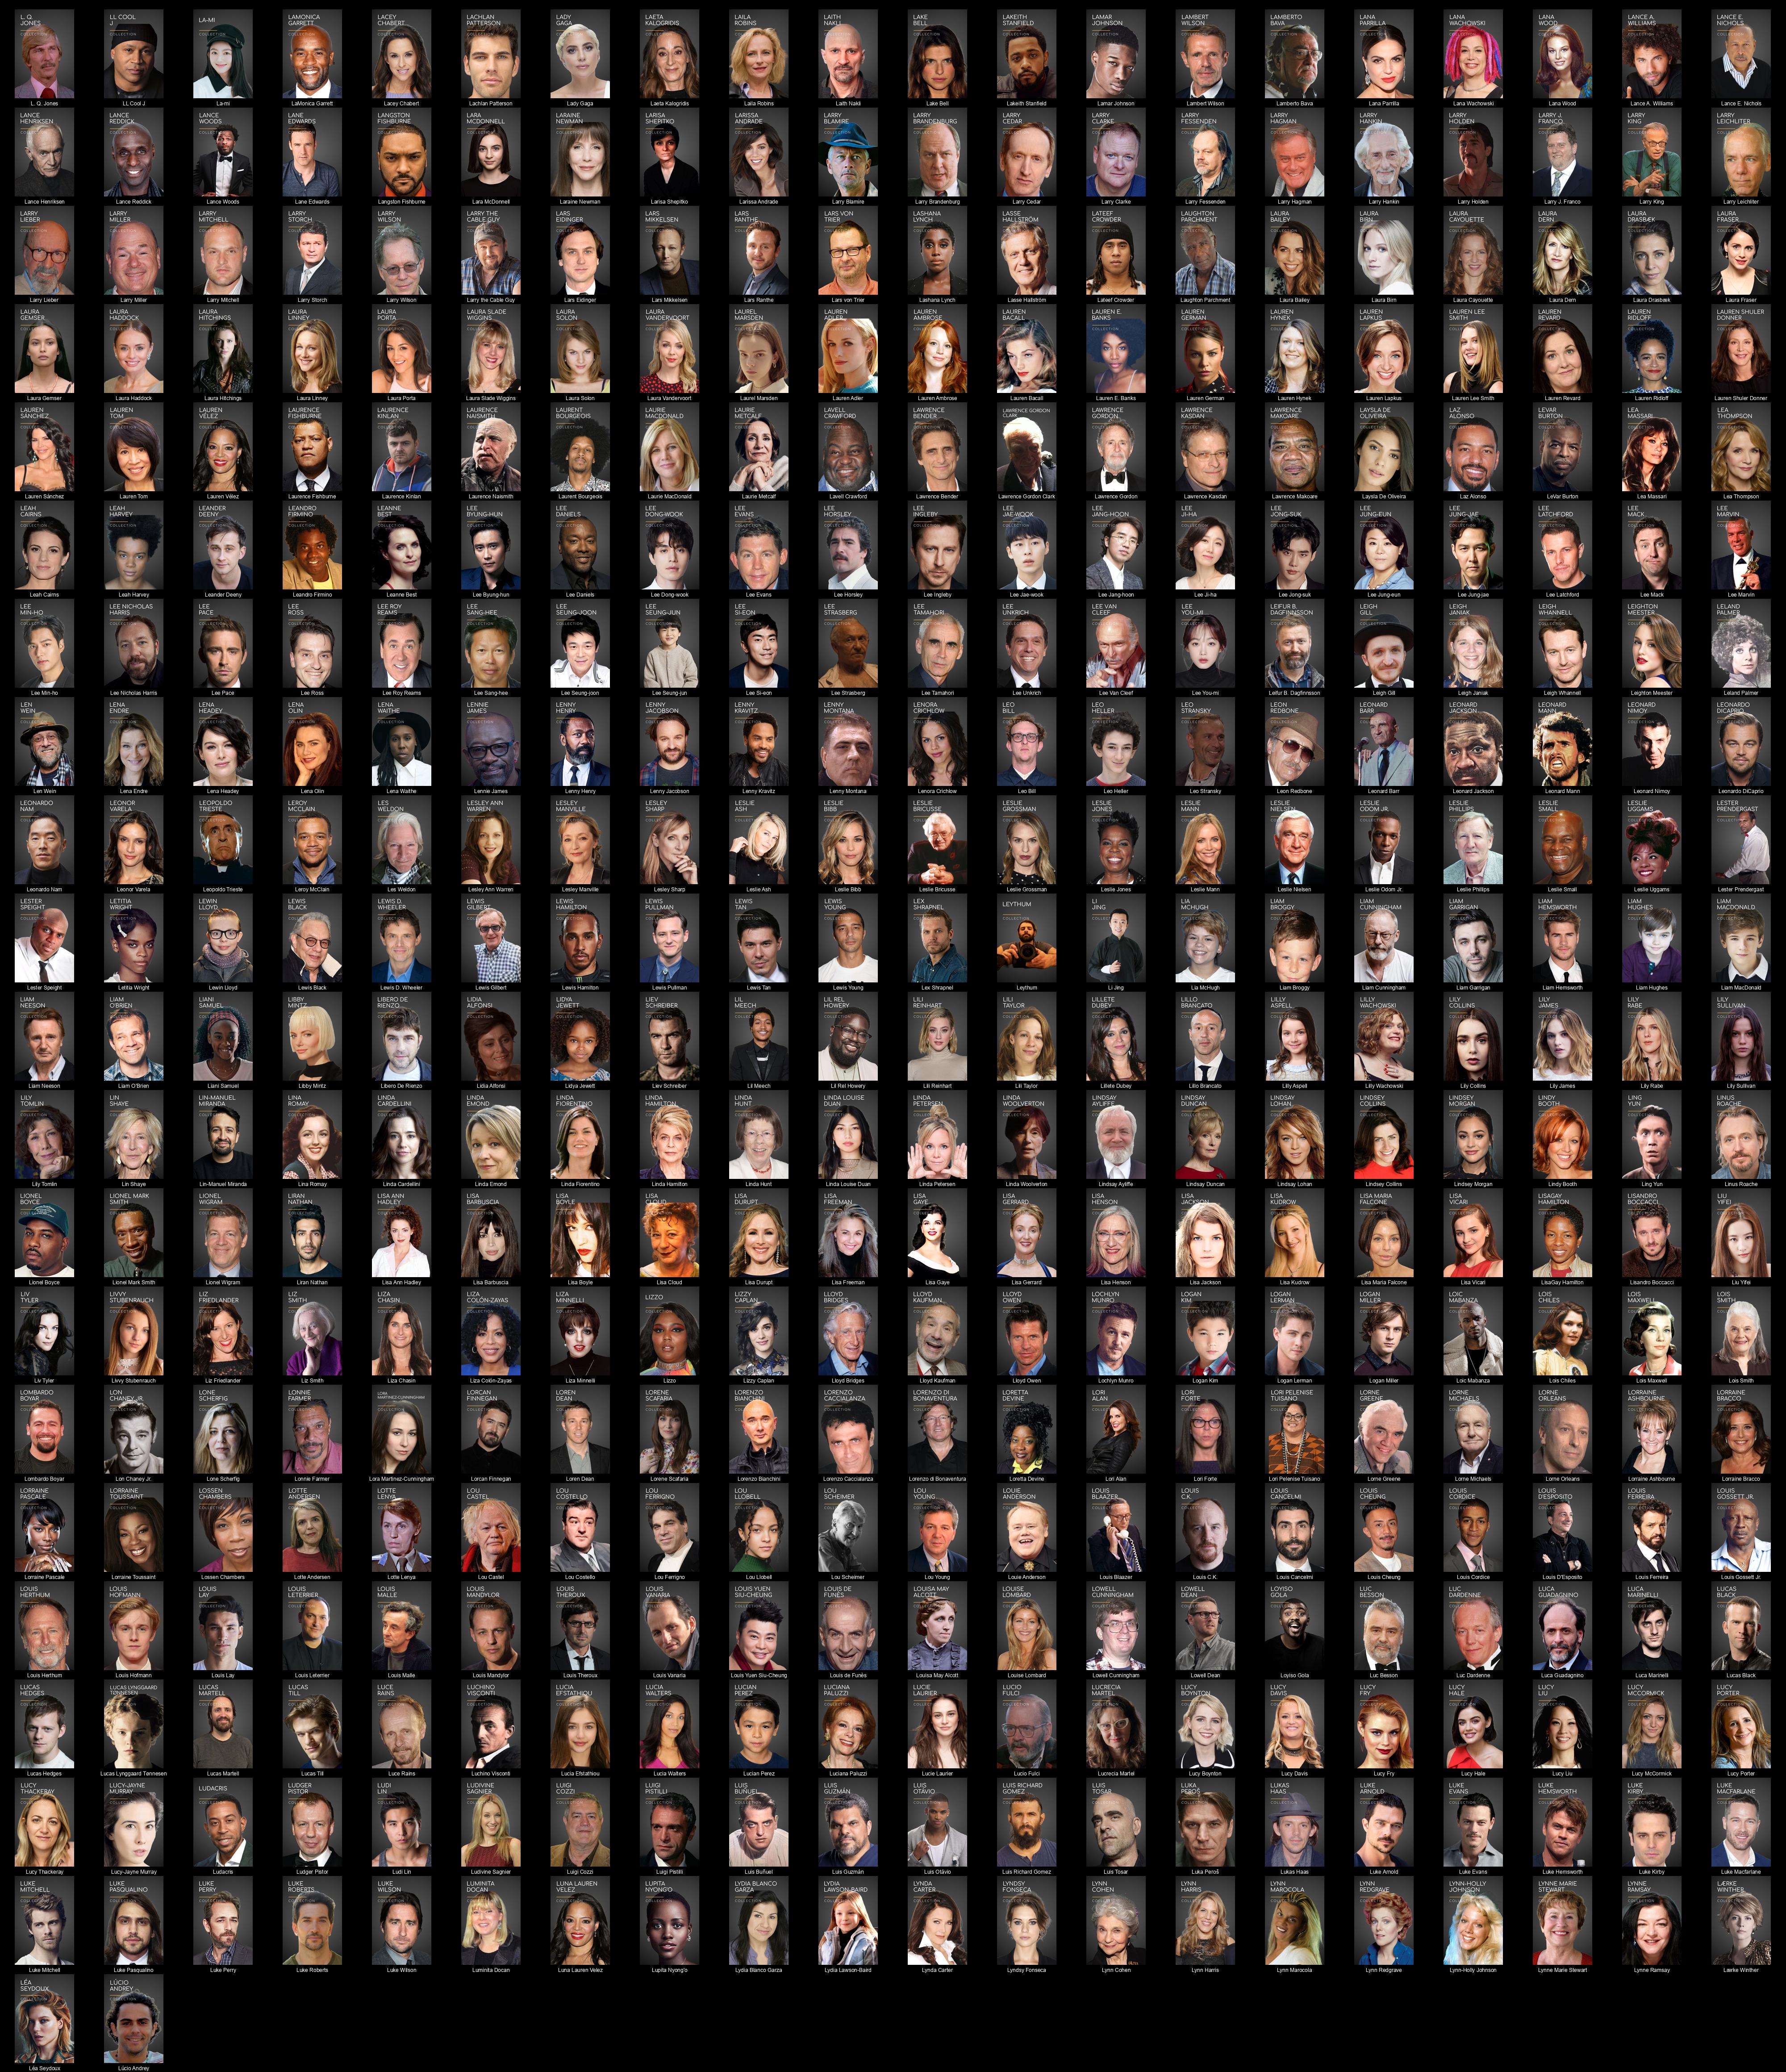 L. Q. Jones
LL Cool J
La-mi
LaMonica Garrett
Lacey Chabert
Lachlan Patterson
Lady Gaga
Laeta Kalogridis
Laila Robins
Laith Nakli
Lake Bell
Lakeith Stanfield
Lamar Johnson
Lambert Wilson
Lamberto Bava
Lana Parrilla
Lana Wachowski
Lana Wood
Lance A. Williams
Lance E. Nichols
Lance Henriksen
Lance Reddick
Lance Woods
Lane Edwards
Langston Fishburne
Lara McDonnell
Laraine Newman
Larisa Shepitko
Larissa Andrade
Larry Blamire
Larry Brandenburg
Larry Cedar
Larry Clarke
Larry Fessenden
Larry Hagman
Larry Hankin
Larry Holden
Larry J. Franco
Larry King
Larry Leichliter
Larry Lieber
Larry Miller
Larry Mitchell
Larry Storch
Larry Wilson
Larry the Cable Guy
Lars Eidinger
Lars Mikkelsen
Lars Ranthe
Lars von Trier
Lashana Lynch
Lasse Hallström
Lateef Crowder
Laughton Parchment
Laura Bailey
Laura Birn
Laura Cayouette
Laura Dern
Laura Drasbæk
Laura Fraser
Laura Gemser
Laura Haddock
Laura Hitchings
Laura Linney
Laura Porta
Laura Slade Wiggins
Laura Solon
Laura Vandervoort
Laurel Marsden
Lauren Adler
Lauren Ambrose
Lauren Bacall
Lauren E. Banks
Lauren German
Lauren Hynek
Lauren Lapkus
Lauren Lee Smith
Lauren Revard
Lauren Ridloff
Lauren Shuler Donner
Lauren Sánchez
Lauren Tom
Lauren Vélez
Laurence Fishburne
Laurence Kinlan
Laurence Naismith
Laurent Bourgeois
Laurie MacDonald
Laurie Metcalf
Lavell Crawford
Lawrence Bender
Lawrence Gordon Clark
Lawrence Gordon
Lawrence Kasdan
Lawrence Makoare
Laysla De Oliveira
Laz Alonso
LeVar Burton
Lea Massari
Lea Thompson
Leah Cairns
Leah Harvey
Leander Deeny
Leandro Firmino
Leanne Best
Lee Byung-hun
Lee Daniels
Lee Dong-wook
Lee Evans
Lee Horsley
Lee Ingleby
Lee Jae-wook
Lee Jang-hoon
Lee Ji-ha
Lee Jong-suk
Lee Jung-eun
Lee Jung-jae
Lee Latchford
Lee Mack
Lee Marvin
Lee Min-ho
Lee Nicholas Harris
Lee Pace
Lee Ross
Lee Roy Reams
Lee Sang-hee
Lee Seung-joon
Lee Seung-jun
Lee Si-eon
Lee Strasberg
Lee Tamahori
Lee Unkrich
Lee Van Cleef
Lee You-mi
Leifur B. Dagfinnsson
Leigh Gill
Leigh Janiak
Leigh Whannell
Leighton Meester
Leland Palmer
Len Wein
Lena Endre
Lena Headey
Lena Olin
Lena Waithe
Lennie James
Lenny Henry
Lenny Jacobson
Lenny Kravitz
Lenny Montana
Lenora Crichlow
Leo Bill
Leo Heller
Leo Stransky
Leon Redbone
Leonard Barr
Leonard Jackson
Leonard Mann
Leonard Nimoy
Leonardo DiCaprio
Leonardo Nam
Leonor Varela
Leopoldo Trieste
Leroy McClain
Les Weldon
Lesley Ann Warren
Lesley Manville
Lesley Sharp
Leslie Ash
Leslie Bibb
Leslie Bricusse
Leslie Grossman
Leslie Jones
Leslie Mann
Leslie Nielsen
Leslie Odom Jr.
Leslie Phillips
Leslie Small
Leslie Uggams
Lester Prendergast
Lester Speight
Letitia Wright
Lewin Lloyd
Lewis Black
Lewis D. Wheeler
Lewis Gilbert
Lewis Hamilton
Lewis Pullman
Lewis Tan
Lewis Young
Lex Shrapnel
Leythum
Li Jing
Lia McHugh
Liam Broggy
Liam Cunningham
Liam Garrigan
Liam Hemsworth
Liam Hughes
Liam MacDonald
Liam Neeson
Liam O'Brien
Liani Samuel
Libby Mintz
Libero De Rienzo
Lidia Alfonsi
Lidya Jewett
Liev Schreiber
Lil Meech
Lil Rel Howery
Lili Reinhart
Lili Taylor
Lillete Dubey
Lillo Brancato
Lilly Aspell
Lilly Wachowski
Lily Collins
Lily James
Lily Rabe
Lily Sullivan
Lily Tomlin
Lin Shaye
Lin-Manuel Miranda
Lina Romay
Linda Cardellini
Linda Emond
Linda Fiorentino
Linda Hamilton
Linda Hunt
Linda Louise Duan
Linda Petersen
Linda Woolverton
Lindsay Ayliffe
Lindsay Duncan
Lindsay Lohan
Lindsey Collins
Lindsey Morgan
Lindy Booth
Ling Yun
Linus Roache
Lionel Boyce
Lionel Mark Smith
Lionel Wigram
Liran Nathan
Lisa Ann Hadley
Lisa Barbuscia
Lisa Boyle
Lisa Cloud
Lisa Durupt
Lisa Freeman
Lisa Gaye
Lisa Gerrard
Lisa Henson
Lisa Jackson
Lisa Kudrow
Lisa Maria Falcone
Lisa Vicari
LisaGay Hamilton
Lisandro Boccacci
Liu Yifei
Liv Tyler
Livvy Stubenrauch
Liz Friedlander
Liz Smith
Liza Chasin
Liza Colón-Zayas
Liza Minnelli
Lizzo
Lizzy Caplan
Lloyd Bridges
Lloyd Kaufman
Lloyd Owen
Lochlyn Munro
Logan Kim
Logan Lerman
Logan Miller
Loïc Mabanza
Lois Chiles
Lois Maxwell
Lois Smith
Lombardo Boyar
Lon Chaney Jr.
Lone Scherfig
Lonnie Farmer
Lora Martinez-Cunningham
Lorcan Finnegan
Loren Dean
Lorene Scafaria
Lorenzo Bianchini
Lorenzo Caccialanza
Lorenzo di Bonaventura
Loretta Devine
Lori Alan
Lori Forte
Lori Pelenise Tuisano
Lorne Greene
Lorne Michaels
Lorne Orleans
Lorraine Ashbourne
Lorraine Bracco
Lorraine Pascale
Lorraine Toussaint
Lossen Chambers
Lotte Andersen
Lotte Lenya
Lou Castel
Lou Costello
Lou Ferrigno
Lou Llobell
Lou Scheimer
Lou Young
Louie Anderson
Louis Blaazer
Louis C.K.
Louis Cancelmi
Louis Cheung
Louis Cordice
Louis D'Esposito
Louis Ferreira
Louis Gossett Jr.
Louis Herthum
Louis Hofmann
Louis Lay
Louis Leterrier
Louis Malle
Louis Mandylor
Louis Theroux
Louis Vanaria
Louis Yuen Siu-Cheung
Louis de Funès
Louisa May Alcott
Louise Lombard
Lowell Cunningham
Lowell Dean
Loyiso Gola
Luc Besson
Luc Dardenne
Luca Guadagnino
Luca Marinelli
Lucas Black
Lucas Hedges
Lucas Lynggaard Tønnesen
Lucas Martell
Lucas Till
Luce Rains
Luchino Visconti
Lucia Efstathiou
Lucia Walters
Lucian Perez
Luciana Paluzzi
Lucie Laurier
Lucio Fulci
Lucrecia Martel
Lucy Boynton
Lucy Davis
Lucy Fry
Lucy Hale
Lucy Liu
Lucy McCormick
Lucy Porter
Lucy Thackeray
Lucy-Jayne Murray
Ludacris
Ludger Pistor
Ludi Lin
Ludivine Sagnier
Luigi Cozzi
Luigi Pistilli
Luis Buñuel
Luis Guzmán
Luis Otávio
Luis Richard Gomez
Luis Tosar
Luka Peroš
Lukas Haas
Luke Arnold
Luke Evans
Luke Hemsworth
Luke Kirby
Luke Macfarlane
Luke Mitchell
Luke Pasqualino
Luke Perry
Luke Roberts
Luke Wilson
Luminita Docan
Luna Lauren Velez
Lupita Nyong'o
Lydia Blanco Garza
Lydia Lawson-Baird
Lynda Carter
Lyndsy Fonseca
Lynn Cohen
Lynn Harris
Lynn Marocola
Lynn Redgrave
Lynn-Holly Johnson
Lynne Marie Stewart
Lynne Ramsay
Lærke Winther
Léa Seydoux
Lúcio Andrey